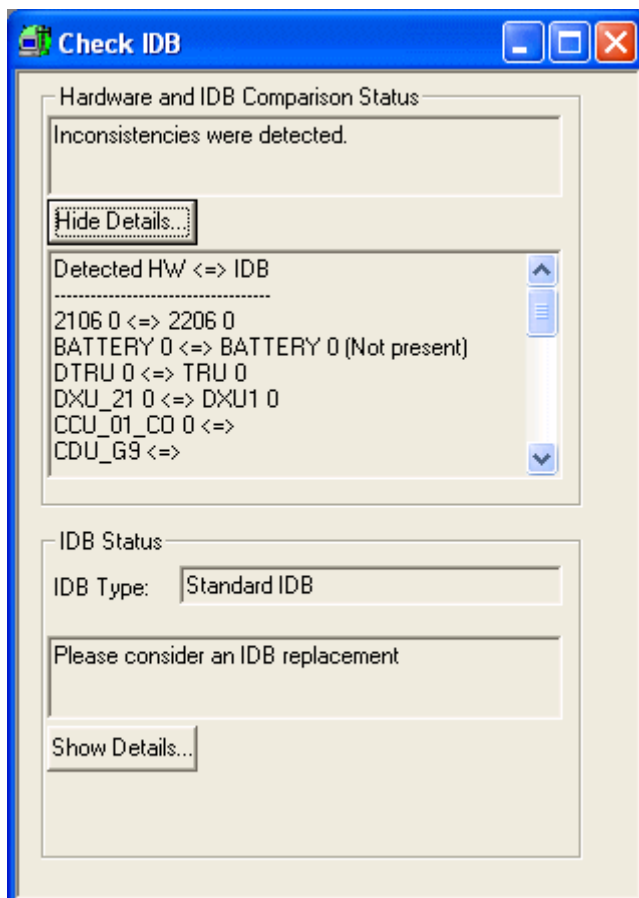 Check IDB
Hardware and IDB Comparison Status
Inconsistencies were detected.
Hide Details...
Detected HW <=> IDB
-----------------------------------
2106 0 <=> 2206 0
BATTERY 0 <=> BATTERY 0 (Not present)
DTRU 0 <=> TRU 0
DXU_21 0 <=> DXU1 0
CCU_01_CO 0 <=>
CDU_G9 <=>
IDB Status
IDB Type: Standard IDB
Please consider an IDB replacement
Show Details...